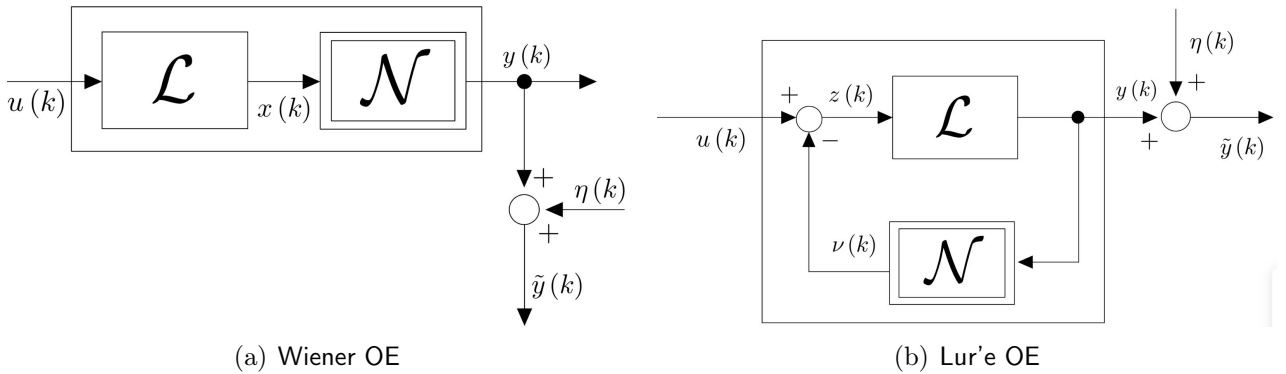 u (k)
ℒ
x (k)
𝒩
y (k)
+
η (k)
+
ỹ (k)
(a) Wiener OE
u (k)
+
−
z (k)
ℒ
y (k)
η (k)
+
+
ỹ (k)
ν (k)
𝒩
(b) Lur'e OE